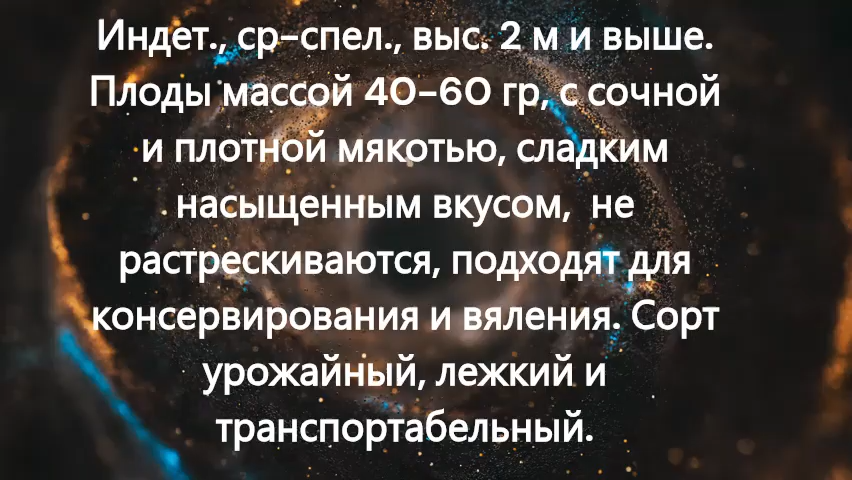 Индет., ср-спел., выс. 2 м и выше.
Плоды массой 40-60 гр, с сочной
и плотной мякотью, сладким
насыщенным вкусом, не
растрескиваются, подходят для
консервирования и вяления. Сорт
урожайный, лежкий и
транспортабельный.